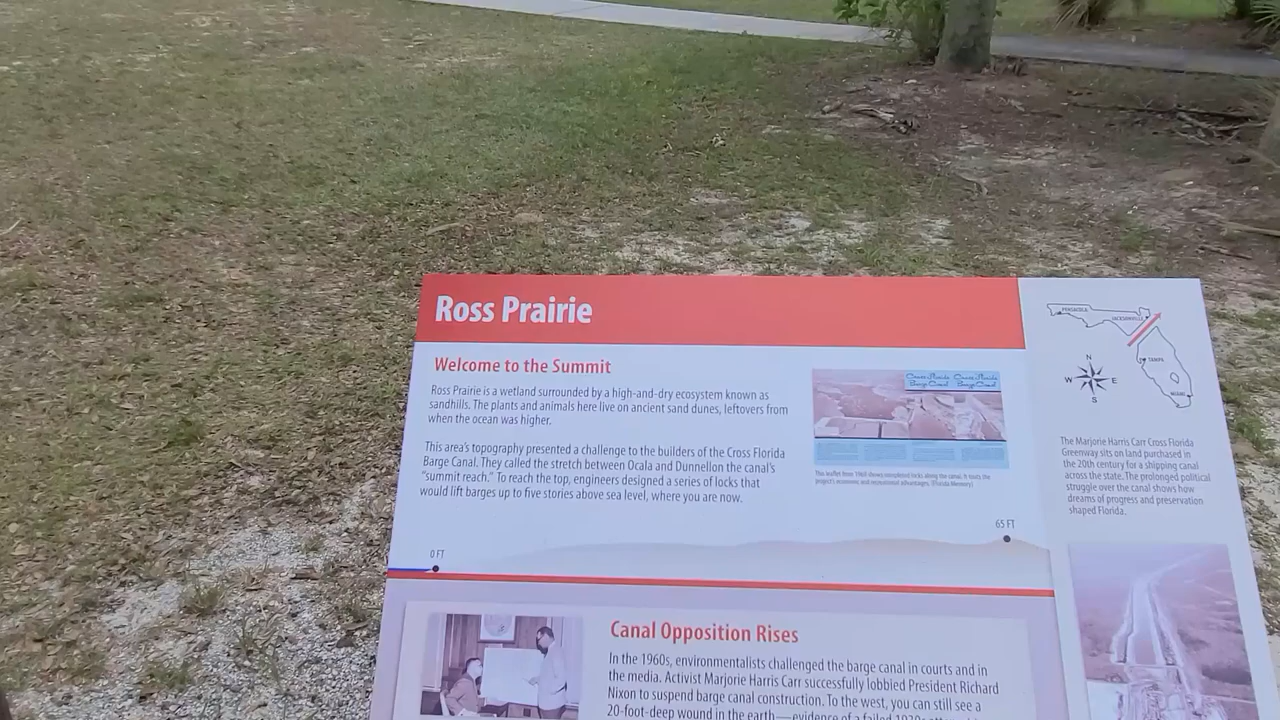 Ross Prairie
Welcome to the Summit
Ross Prairie is a wetland surrounded by a high-and-dry ecosystem known as
sandhills. The plants and animals here live on ancient sand dunes, leftovers from
when the ocean was higher.
This area's topography presented a challenge to the builders of the Cross Florida
Barge Canal. They called the stretch between Ocala and Dunnellon the canal's
"summit reach." To reach the top, engineers designed a series of locks that
would lift barges up to five stories above sea level, where you are now.
Cross-Florida Cross-Florida
Barge Canal Barge Canal
This leaflet from 1969 shows completed locks along the canal. It touts the
project's economic and recreational advantages. (Florida Memory)
0 FT
65 FT
Canal Opposition Rises
In the 1960s, environmentalists challenged the barge canal in courts and in
the media. Activist Marjorie Harris Carr successfully lobbied President Richard
Nixon to suspend barge canal construction. To the west, you can still see a
20-foot-deep wound in the earth—evidence of a failed 1930s
PENSACOLA
JACKSONVILLE
TAMPA
MIAMI
N
W E
S
The Marjorie Harris Carr Cross Florida
Greenway sits on land purchased in
the 20th century for a shipping canal
across the state. The prolonged political
struggle over the canal shows how
dreams of progress and preservation
shaped Florida.